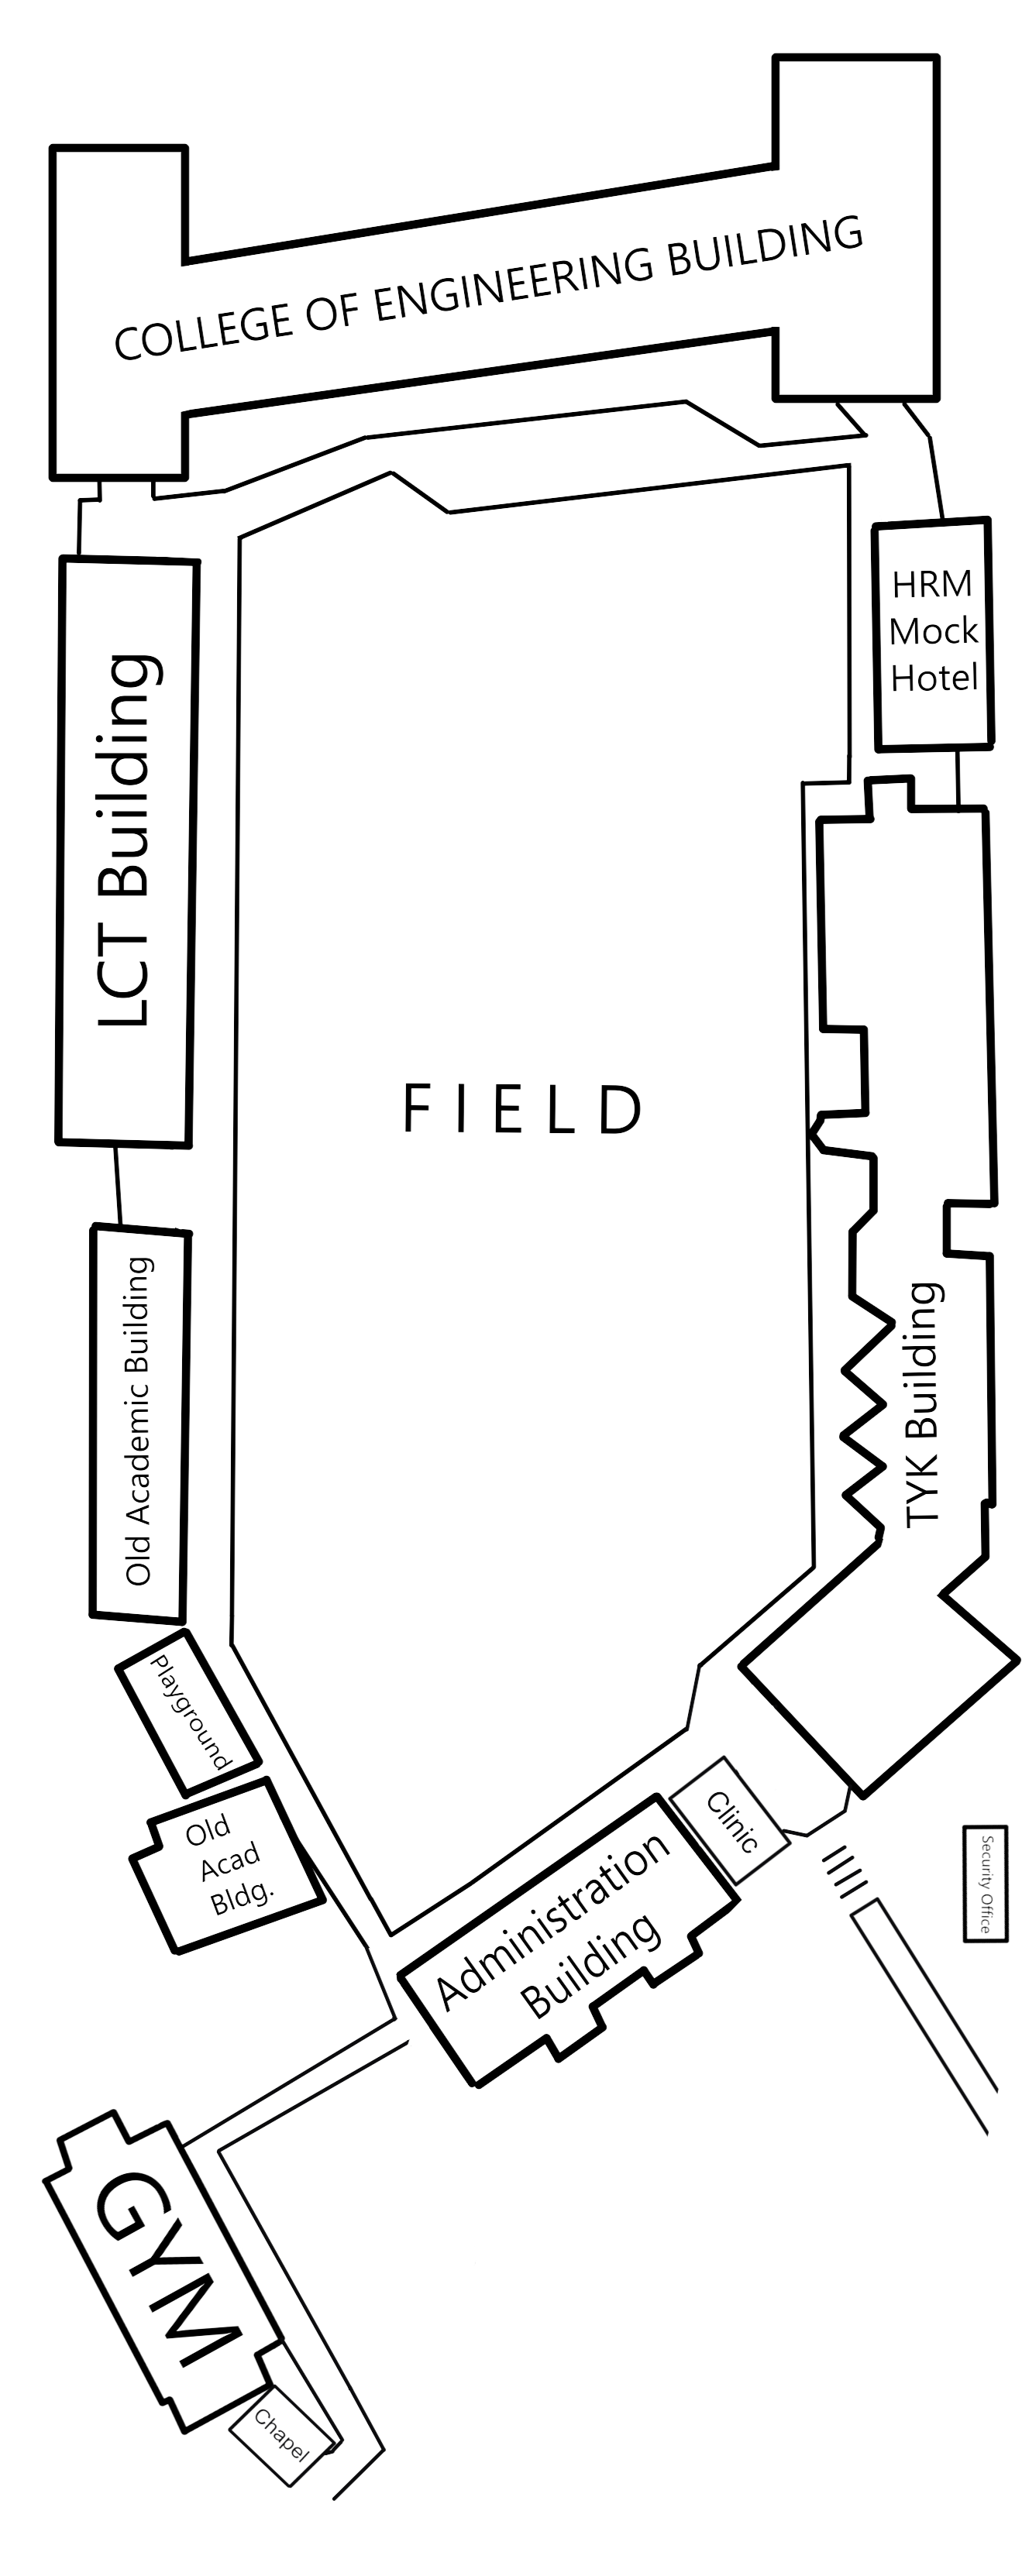 COLLEGE OF ENGINEERING BUILDING
HRM
Mock
Hotel
LCT Building
FIELD
Old Academic Building
TYK Building
Playground
Old
Acad
Bldg.
Clinic
Administration
Building
Security Office
GYM
Chapel